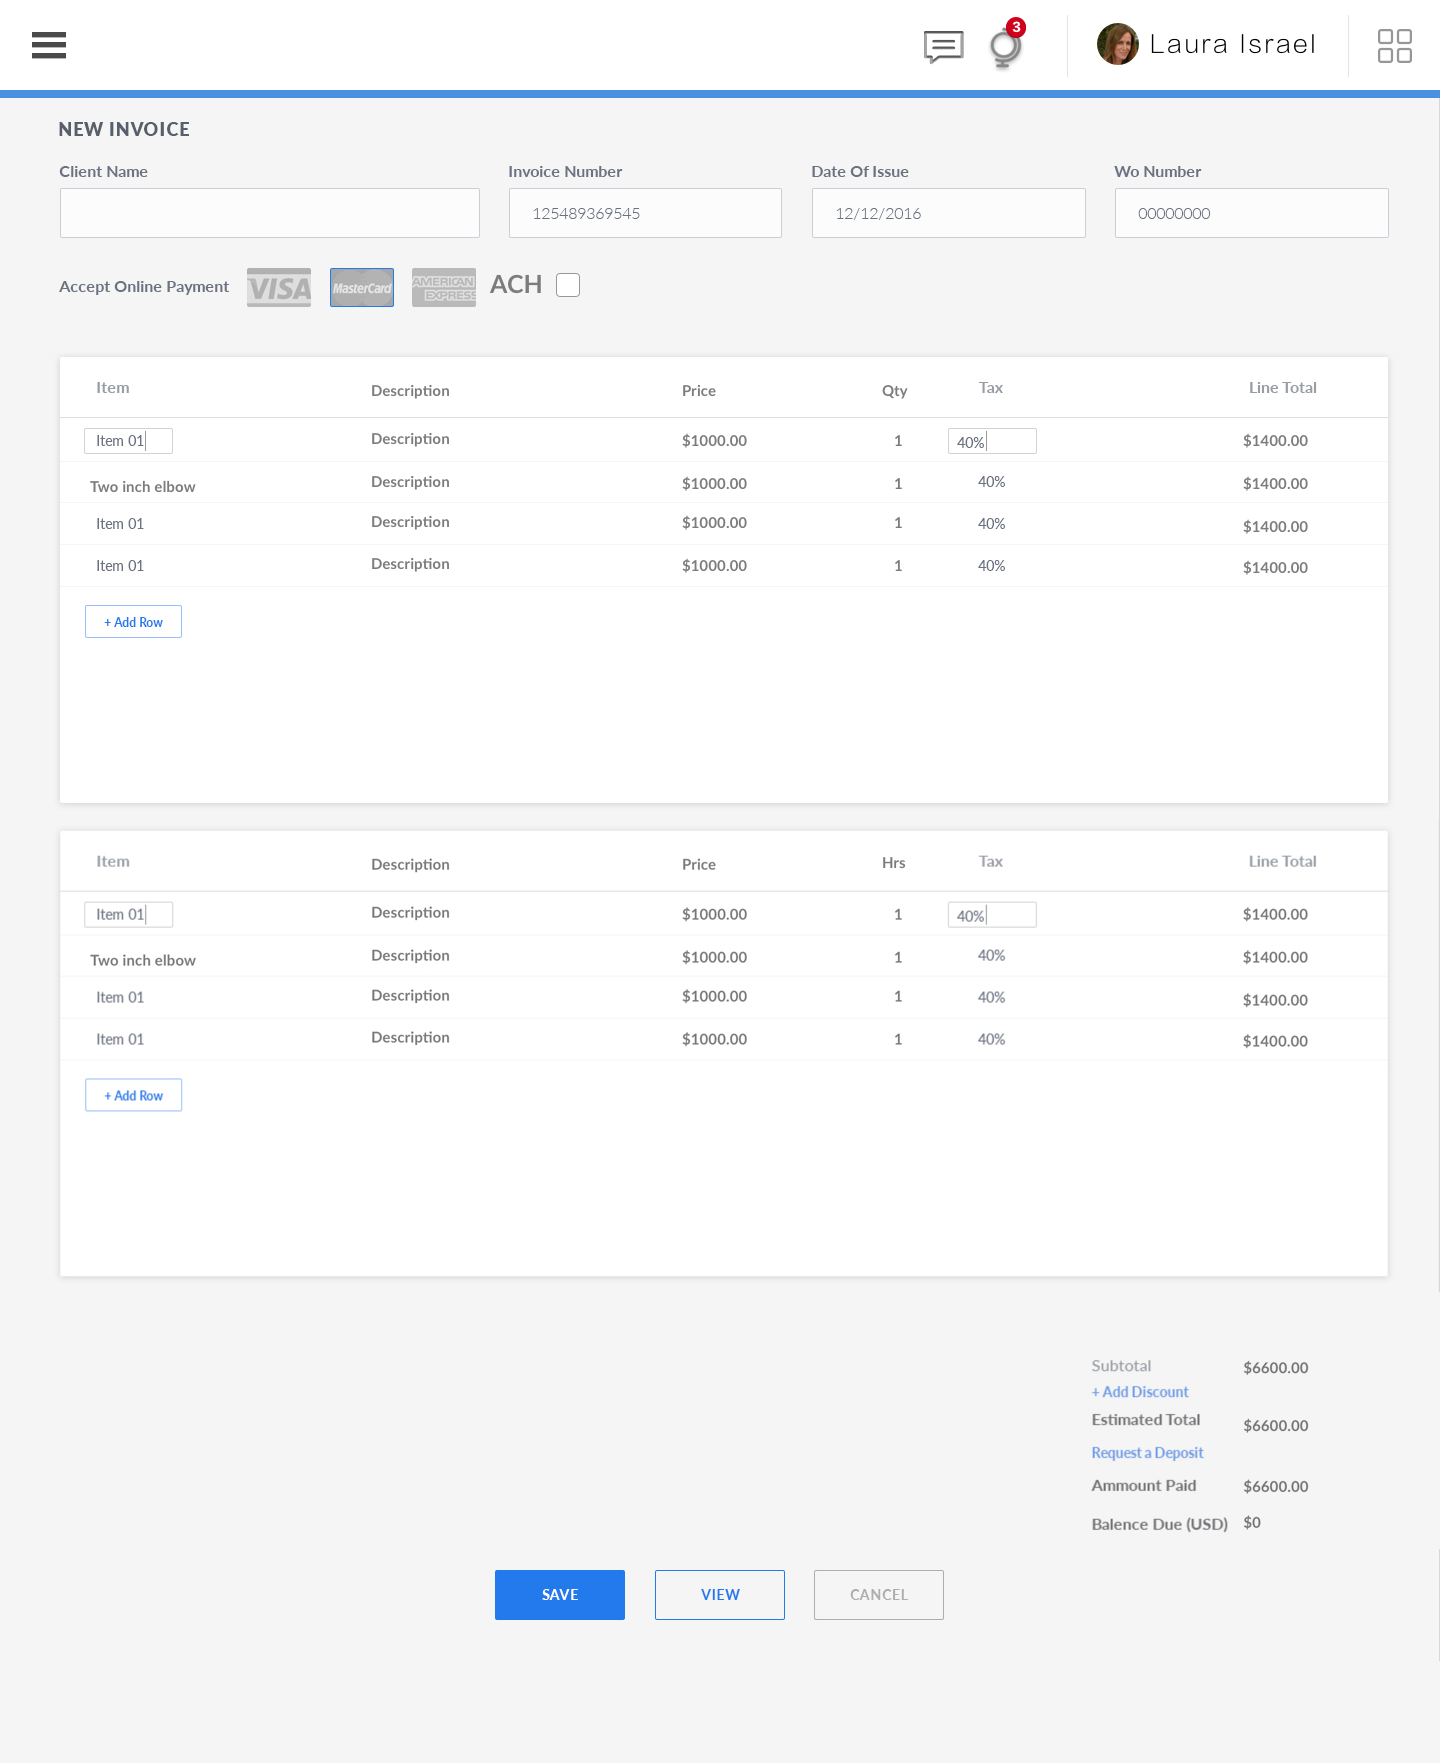 3
Laura Israel
NEW INVOICE
Client Name Invoice Number Date Of Issue Wo Number
125489369545 12/12/2016 00000000
Accept Online Payment VISA MasterCard AMERICAN EXPRESS ACH
Item Description Price Qty Tax Line Total
Item 01 Description $1000.00 1 40% $1400.00
Two inch elbow Description $1000.00 1 40% $1400.00
Item 01 Description $1000.00 1 40% $1400.00
Item 01 Description $1000.00 1 40% $1400.00
+ Add Row
Item Description Price Hrs Tax Line Total
Item 01 Description $1000.00 1 40% $1400.00
Two inch elbow Description $1000.00 1 40% $1400.00
Item 01 Description $1000.00 1 40% $1400.00
Item 01 Description $1000.00 1 40% $1400.00
+ Add Row
Subtotal $6600.00
+ Add Discount
Estimated Total $6600.00
Request a Deposit
Ammount Paid $6600.00
Balence Due (USD) $0
SAVE VIEW CANCEL